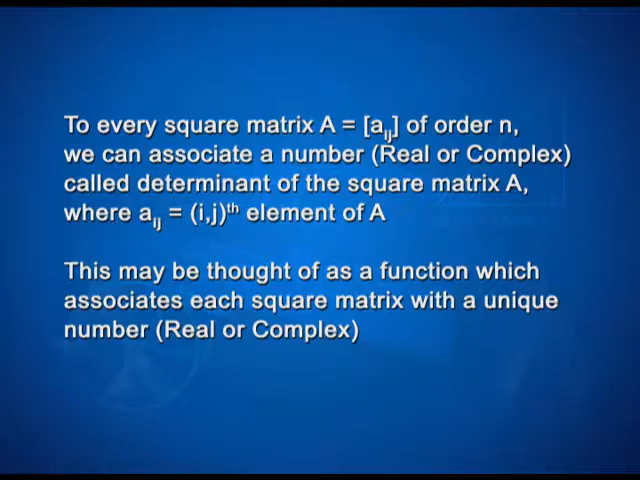 To every square matrix A = [aij] of order n,
we can associate a number (Real or Complex)
called determinant of the square matrix A,
where aij = (i,j)th element of A
This may be thought of as a function which
associates each square matrix with a unique
number (Real or Complex)